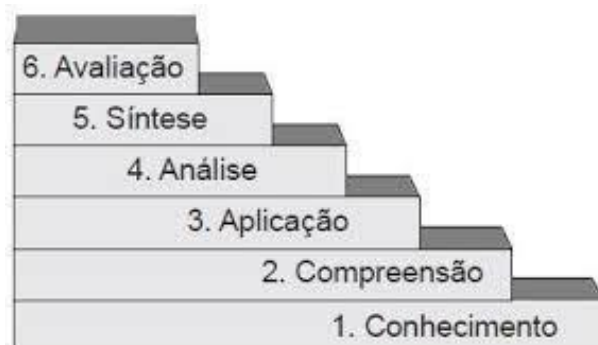 6. Avaliação
5. Síntese
4. Análise
3. Aplicação
2. Compreensão
1. Conhecimento